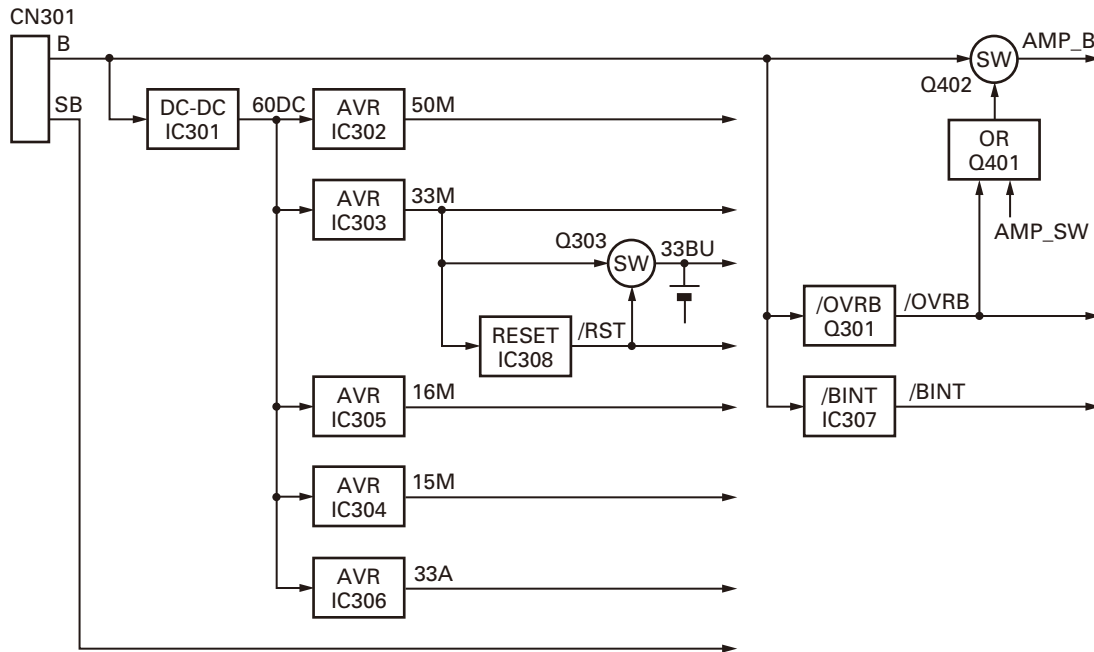 CN301
B
SW
AMP_B
Q402
SB
DC-DC
IC301
60DC
AVR
IC302
50M
OR
Q401
AVR
IC303
33M
AMP_SW
Q303
SW
33BU
/OVRB
Q301
/OVRB
RESET
IC308
/RST
AVR
IC305
16M
/BINT
IC307
/BINT
AVR
IC304
15M
AVR
IC306
33A